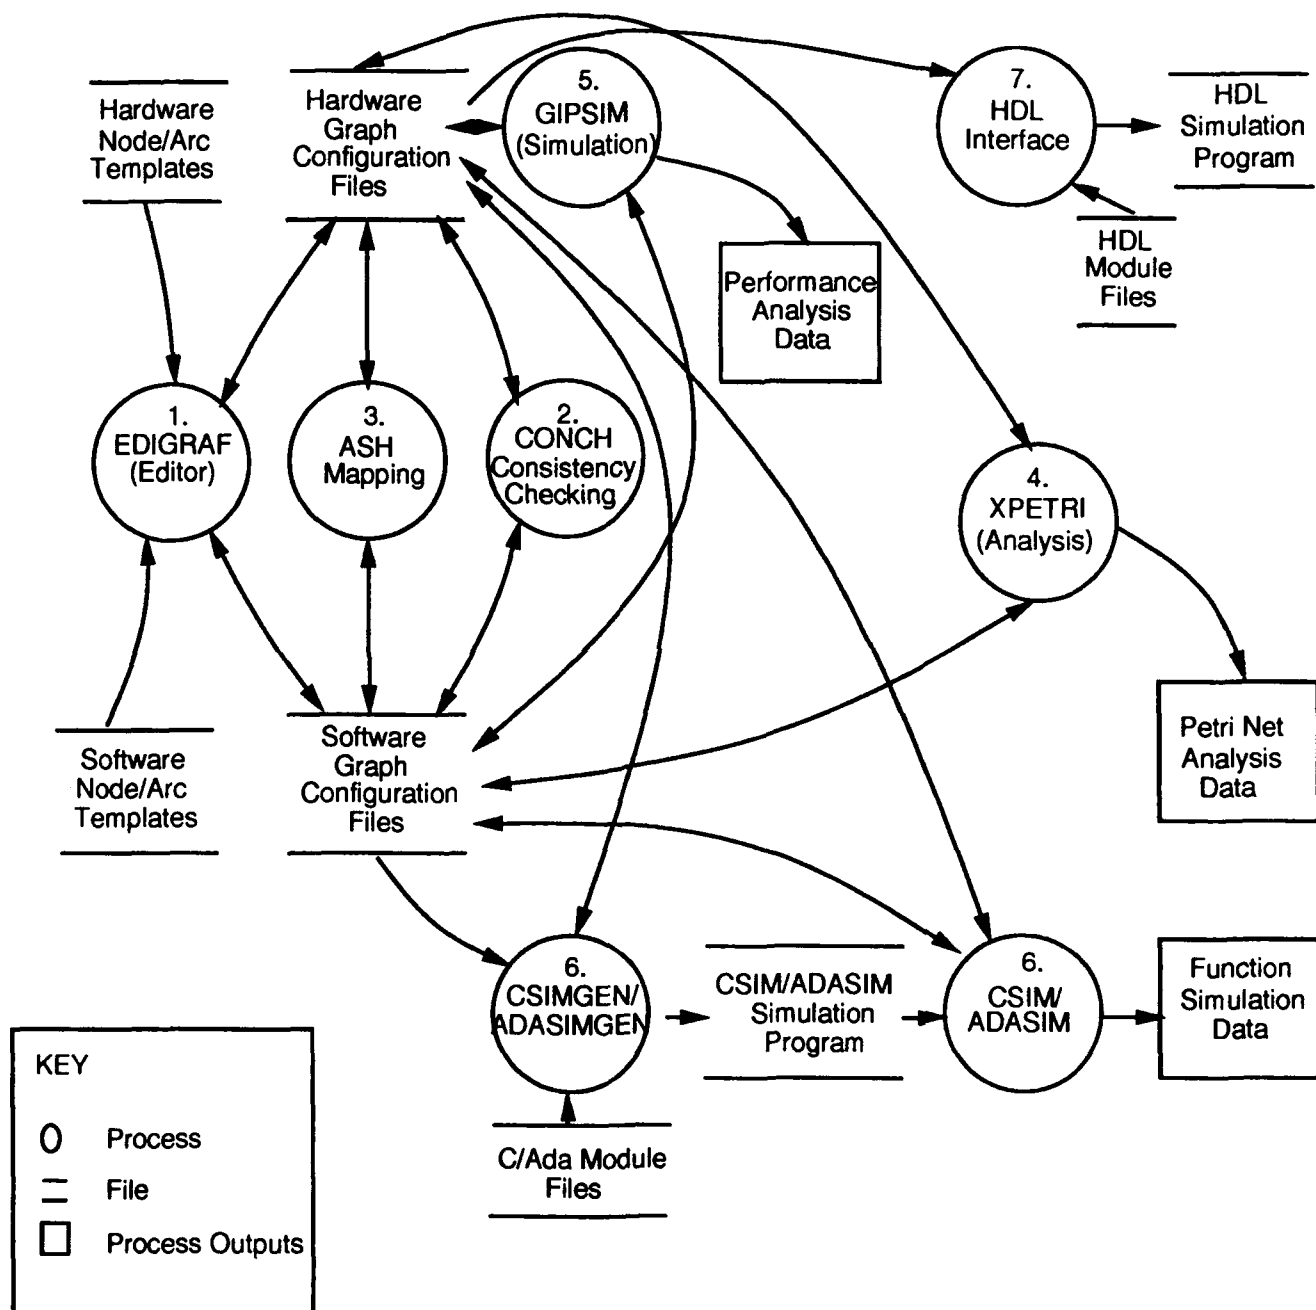 Hardware
Node/Arc
Templates
Hardware
Graph
Configuration
Files
5.
GIPSIM
(Simulation)
7.
HDL
Interface
HDL
Simulation
Program
HDL
Module
Files
Performance
Analysis
Data
1.
EDIGRAF
(Editor)
3.
ASH
Mapping
2.
CONCH
Consistency
Checking
4.
XPETRI
(Analysis)
Software
Node/Arc
Templates
Software
Graph
Configuration
Files
Petri Net
Analysis
Data
6.
CSIMGEN/
ADASIMGEN
CSIM/ADASIM
Simulation
Program
6.
CSIM/
ADASIM
Function
Simulation
Data
C/Ada Module
Files
KEY
Process
File
Process Outputs